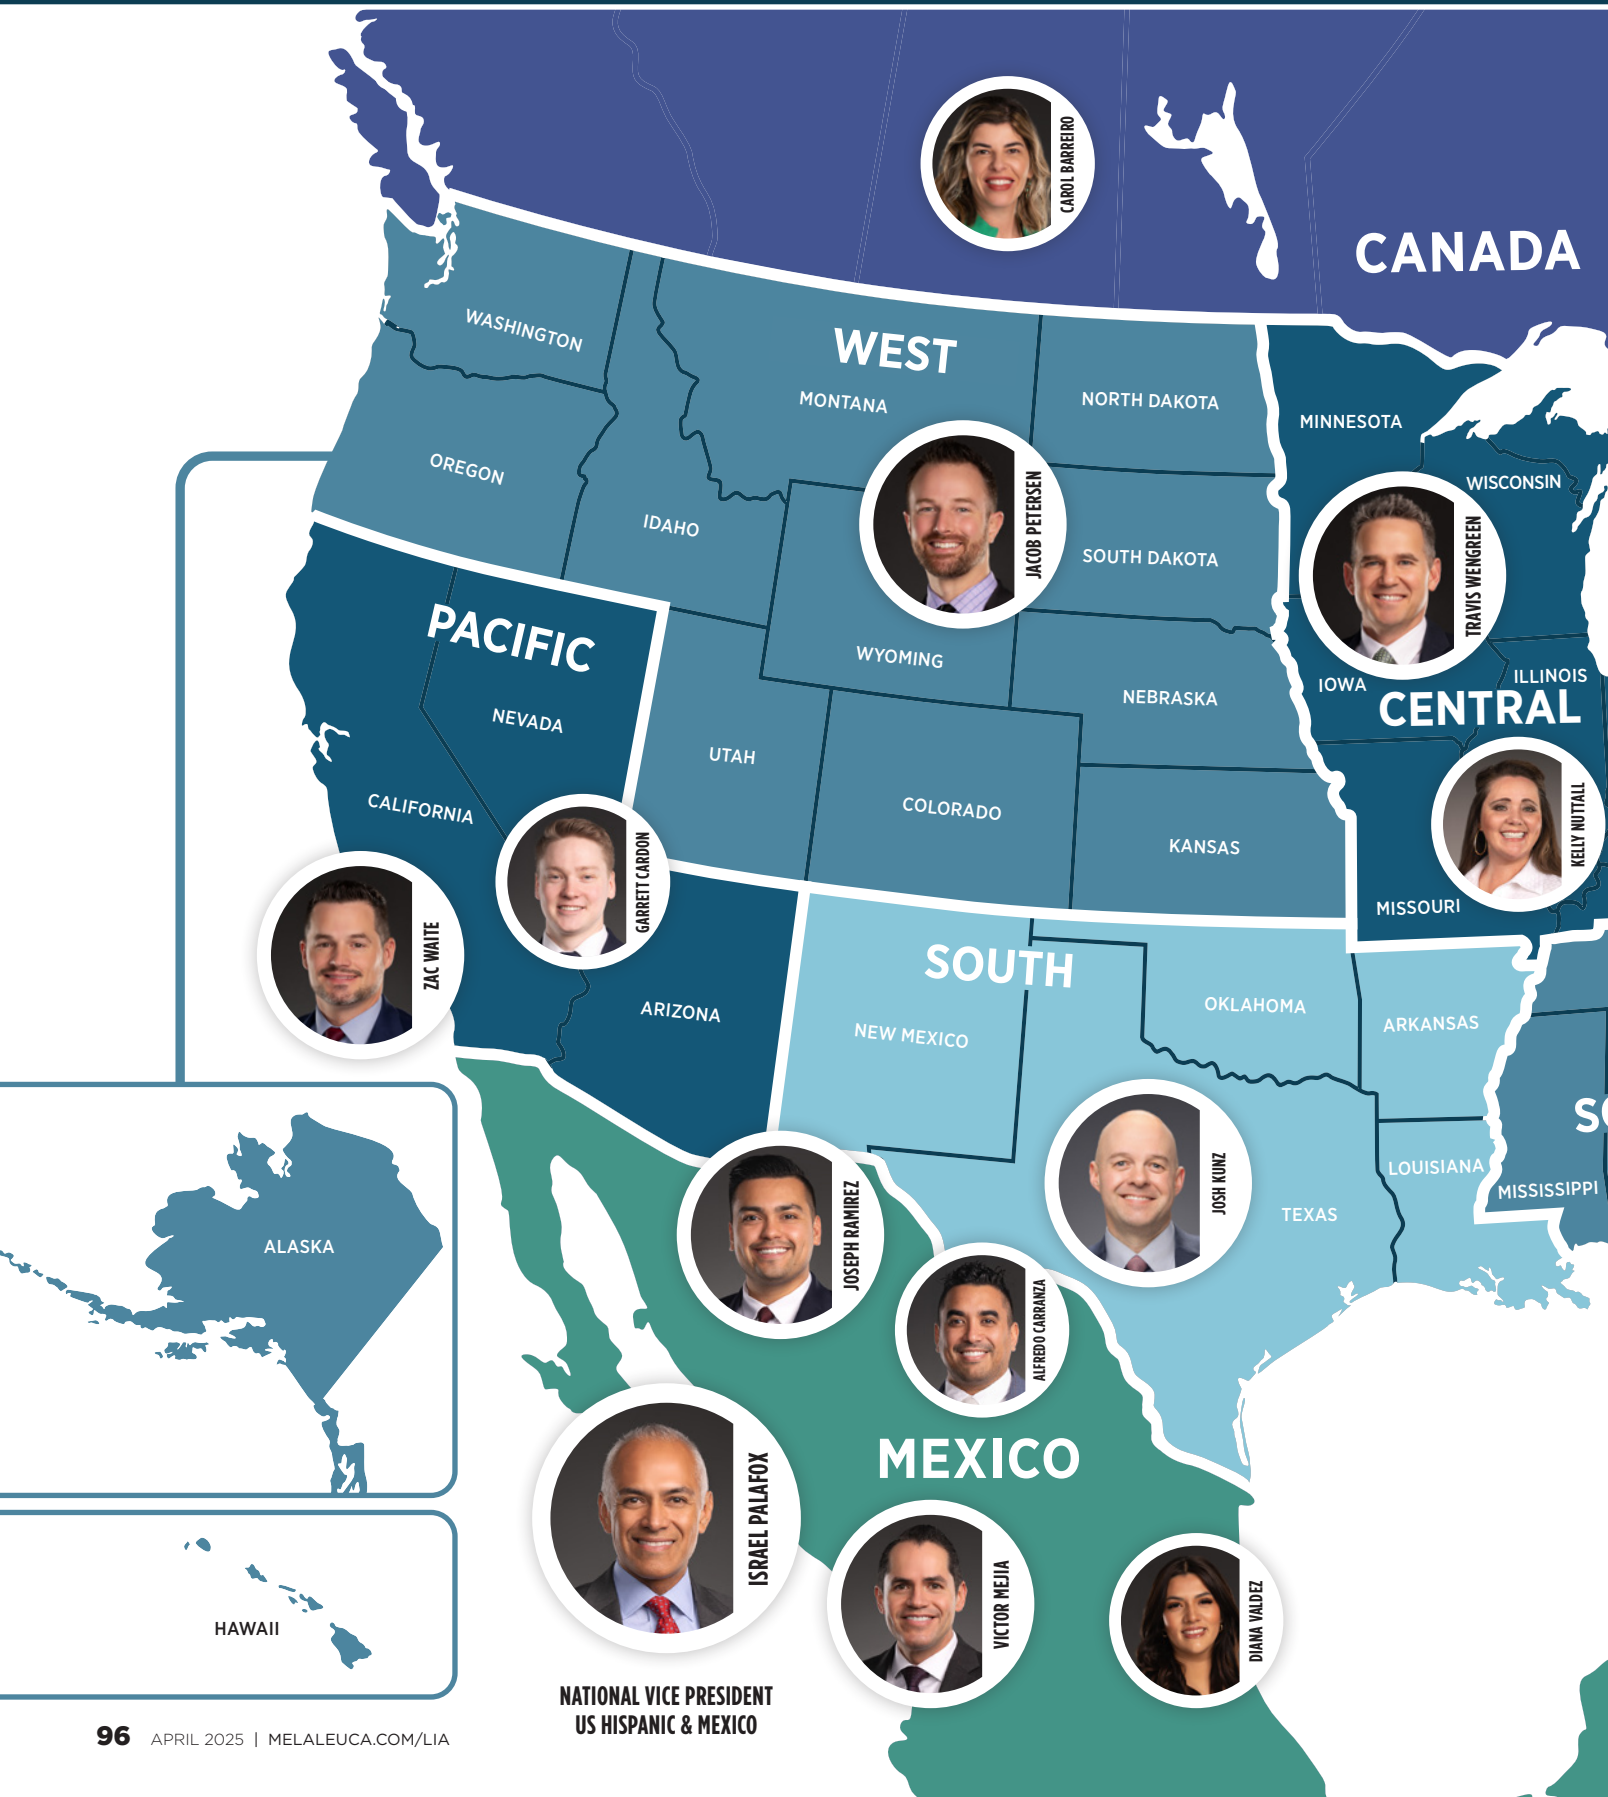 CAROL BARREIRO
CANADA
WASHINGTON
WEST
MONTANA
NORTH DAKOTA
MINNESOTA
OREGON
IDAHO
JACOB PETERSEN
SOUTH DAKOTA
WISCONSIN
TRAVIS WENGREEN
PACIFIC
NEVADA
WYOMING
NEBRASKA
IOWA
ILLINOIS
CENTRAL
UTAH
CALIFORNIA
COLORADO
KANSAS
KELLY NUTTALL
MISSOURI
GARRETT CARDON
ZAC WAITE
SOUTH
ARIZONA
NEW MEXICO
OKLAHOMA
ARKANSAS
SO
JOSH KUNZ
LOUISIANA
MISSISSIPPI
TEXAS
JOSEPH RAMIREZ
ALASKA
ALFREDO CARRANZA
MEXICO
ISRAEL PALAFOX
VICTOR MEJIA
DIANA VALDEZ
HAWAII
NATIONAL VICE PRESIDENT
US HISPANIC & MEXICO
96 APRIL 2025 | MELALEUCA.COM/LIA